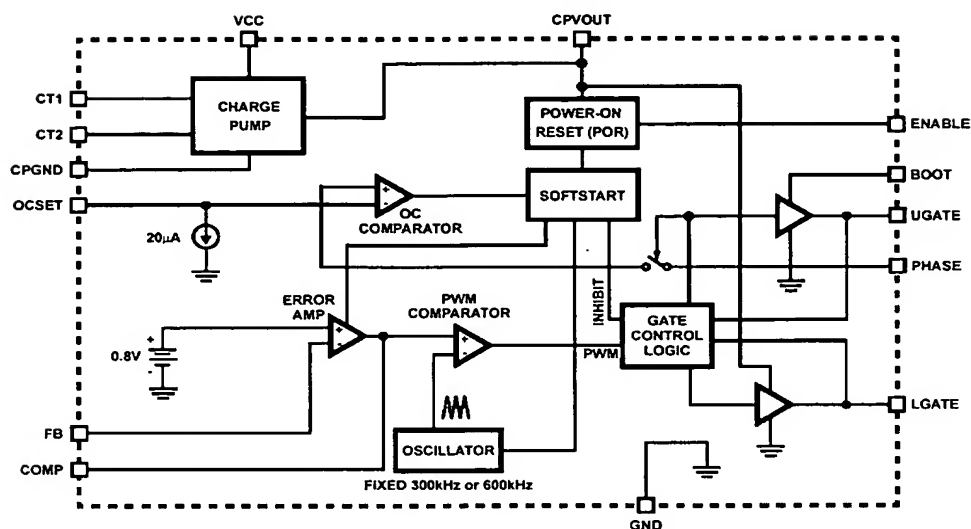 VCC
CPVOUT
CT1
CT2
CPGND
OCSET
CHARGE
PUMP
POWER-ON
RESET (POR)
ENABLE
BOOT
UGATE
PHASE
SOFTSTART
+
-
OC
COMPARATOR
20µA
ERROR
AMP
PWM
COMPARATOR
INHIBIT
GATE
CONTROL
LOGIC
PWM
+
0.8V
-
+
-
+
-
LGATE
FB
COMP
OSCILLATOR
FIXED 300kHz or 600kHz
GND